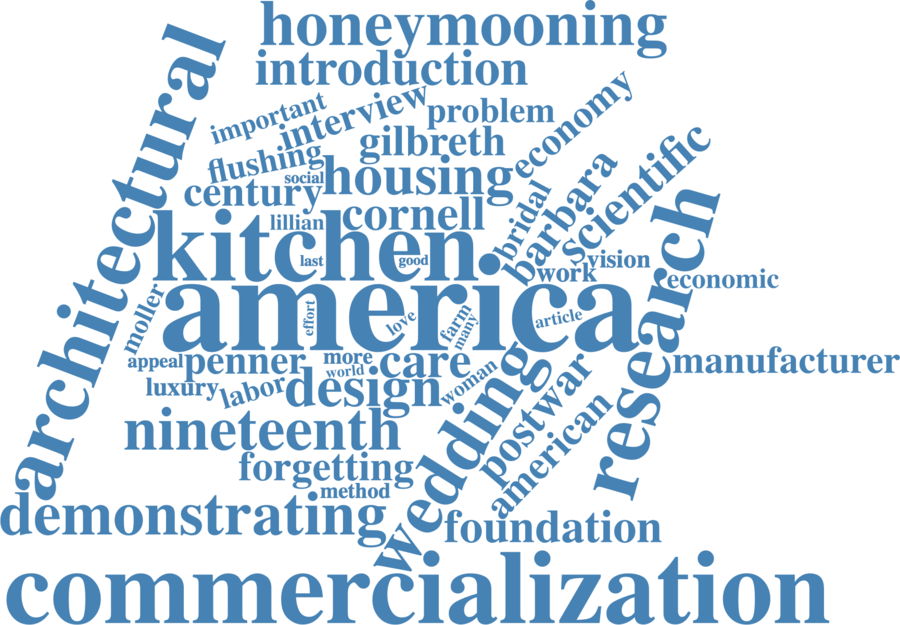 honeymooning
introduction
architectural
important
interview
problem
economy
gilbreth
flushing
social
housing
century
scientific
barbara
bridal
lillian
cornell
kitchen
last
good
research
vision
work
economic
america
moller
effort
love
farm
many
article
appeal
penner
more
care
world
manufacturer
luxury
labor
design
woman
wedding
postwar
american
nineteenth
forgetting
method
demonstrating
foundation
commercialization